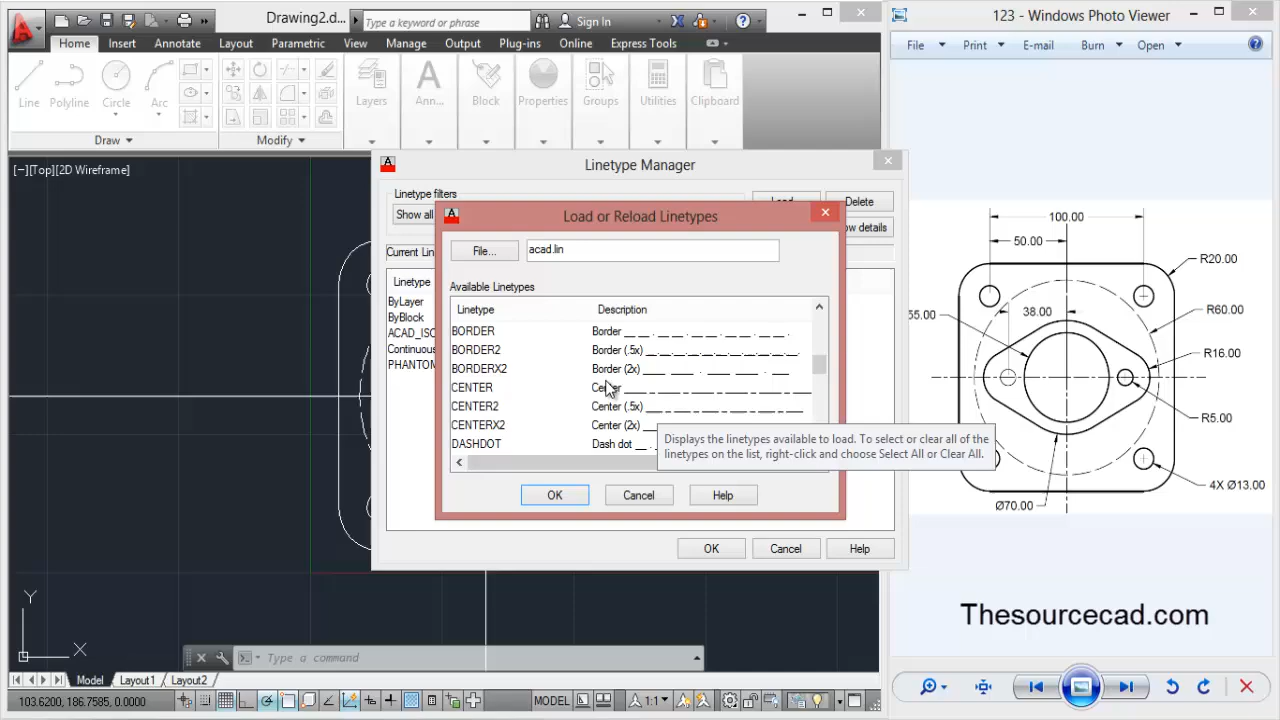 Drawing2.d...
Type a keyword or phrase
Sign In
Home Insert Annotate Layout Parametric View Manage Output Plug-ins Online Express Tools
Line Polyline Circle Arc
Layers Ann... Block Properties Groups Utilities Clipboard
Draw Modify
[−][Top][2D Wireframe]
Linetype Manager
Linetype filters
Show all
Load...
Delete
ow details
Current Lin
Linetype
ByLayer
ByBlock
ACAD_ISO
Continuous
PHANTOM
Load or Reload Linetypes
File...
acad.lin
Available Linetypes
Linetype Description
BORDER Border
BORDER2 Border (.5x)
BORDERX2 Border (2x)
CENTER Center
CENTER2 Center (.5x)
CENTERX2 Center (2x)
DASHDOT Dash dot
Displays the linetypes available to load. To select or clear all of the
linetypes on the list, right-click and choose Select All or Clear All.
OK Cancel Help
OK Cancel Help
Y
X
Type a command
Model Layout1 Layout2
103.6200, 186.7585, 0.0000
MODEL
1:1
123 - Windows Photo Viewer
File Print E-mail Burn Open
100.00
50.00
R20.00
55.00
38.00
R60.00
R16.00
R5.00
4X Ø13.00
Ø70.00
Thesourcecad.com